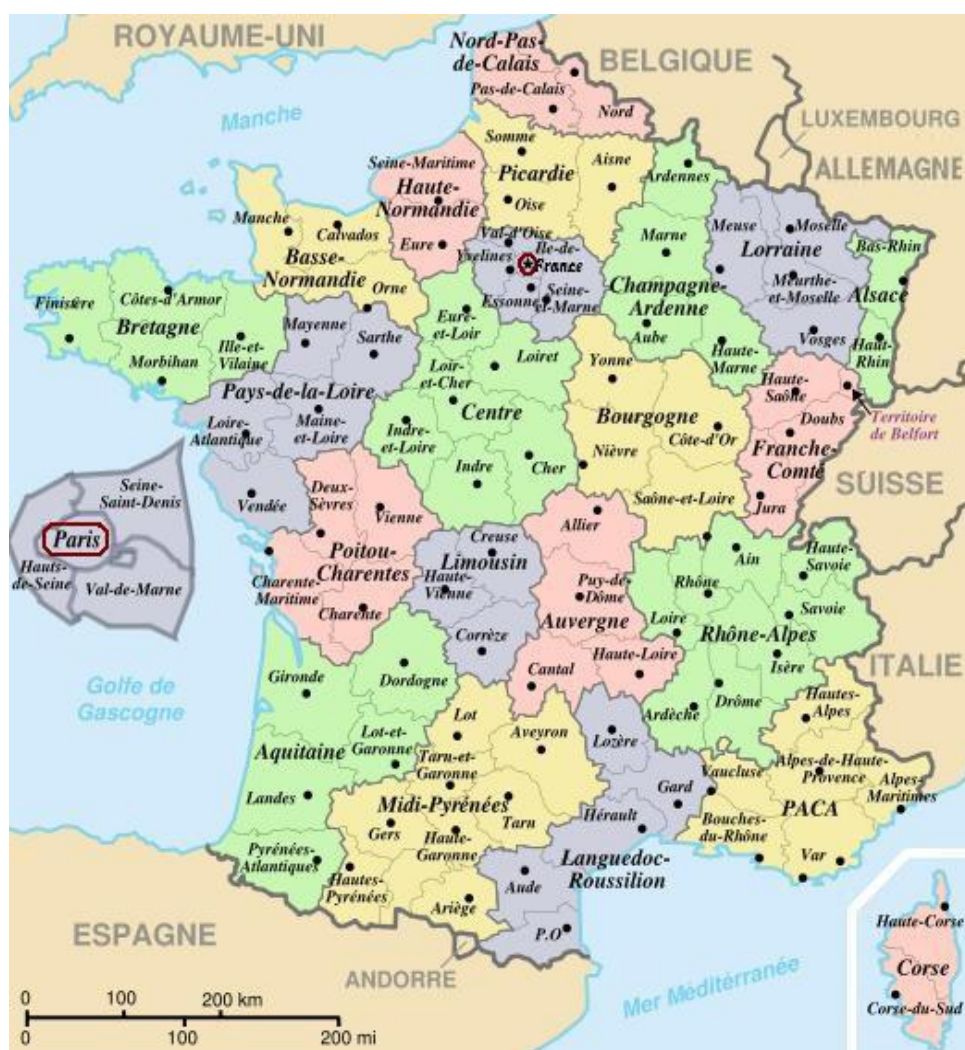 ROYAUME-UNI
Nord-Pas-
de-Calais
BELGIQUE
Pas-de-Calais
Nord
Manche
LUXEMBOURG
ALLEMAGNE
Somme
Picardie
Aisne
Ardennes
Seine-Maritime
Haute-
Normandie
Oise
Eure
Manche
Calvados
Basse-
Normandie
Orne
Val-d'Oise
Yvelines
Ile-de-
France
Essonne
Seine-
et-Marne
Marne
Champagne-
Ardenne
Aube
Haute-
Marne
Meuse
Moselle
Lorraine
Meurthe-
et-Moselle
Vosges
Bas-Rhin
Alsace
Haut-
Rhin
Finistère
Côtes-d'Armor
Bretagne
Ille-et-
Vilaine
Morbihan
Mayenne
Sarthe
Pays-de-la-Loire
Loire-
Atlantique
Maine-
et-Loire
Vendée
Eure-
et-Loir
Loiret
Loir-
et-Cher
Centre
Indre-
et-Loire
Indre
Cher
Yonne
Bourgogne
Côte-d'Or
Nièvre
Saône-et-Loire
Haute-
Saône
Doubs
Territoire
de Belfort
Franche-
Comté
Jura
SUISSE
Seine-
Saint-Denis
Paris
Hauts-
de-Seine
Val-de-Marne
Deux-
Sèvres
Vienne
Poitou-
Charentes
Charente-
Maritime
Charente
Creuse
Limousin
Haute-
Vienne
Corrèze
Allier
Puy-de-
Dôme
Auvergne
Cantal
Haute-Loire
Ain
Haute-
Savoie
Rhône
Loire
Savoie
Rhône-Alpes
Isère
Drôme
Ardèche
ITALIE
Golfe de
Gascogne
Gironde
Dordogne
Aquitaine
Lot-et-
Garonne
Landes
Pyrénées-
Atlantiques
Lot
Aveyron
Tarn-et-
Garonne
Midi-Pyrénées
Gers
Haute-
Garonne
Tarn
Hautes-
Pyrénées
Ariège
Lozère
Gard
Hérault
Languedoc-
Roussilion
Aude
P.O
Hautes-
Alpes
Vaucluse
Alpes-de-Haute-
Provence
Alpes-
Maritimes
PACA
Bouches-
du-Rhône
Var
ESPAGNE
ANDORRE
Mer Méditérranée
Haute-Corse
Corse
Corse-du-Sud
0 100 200 km
0 100 200 mi